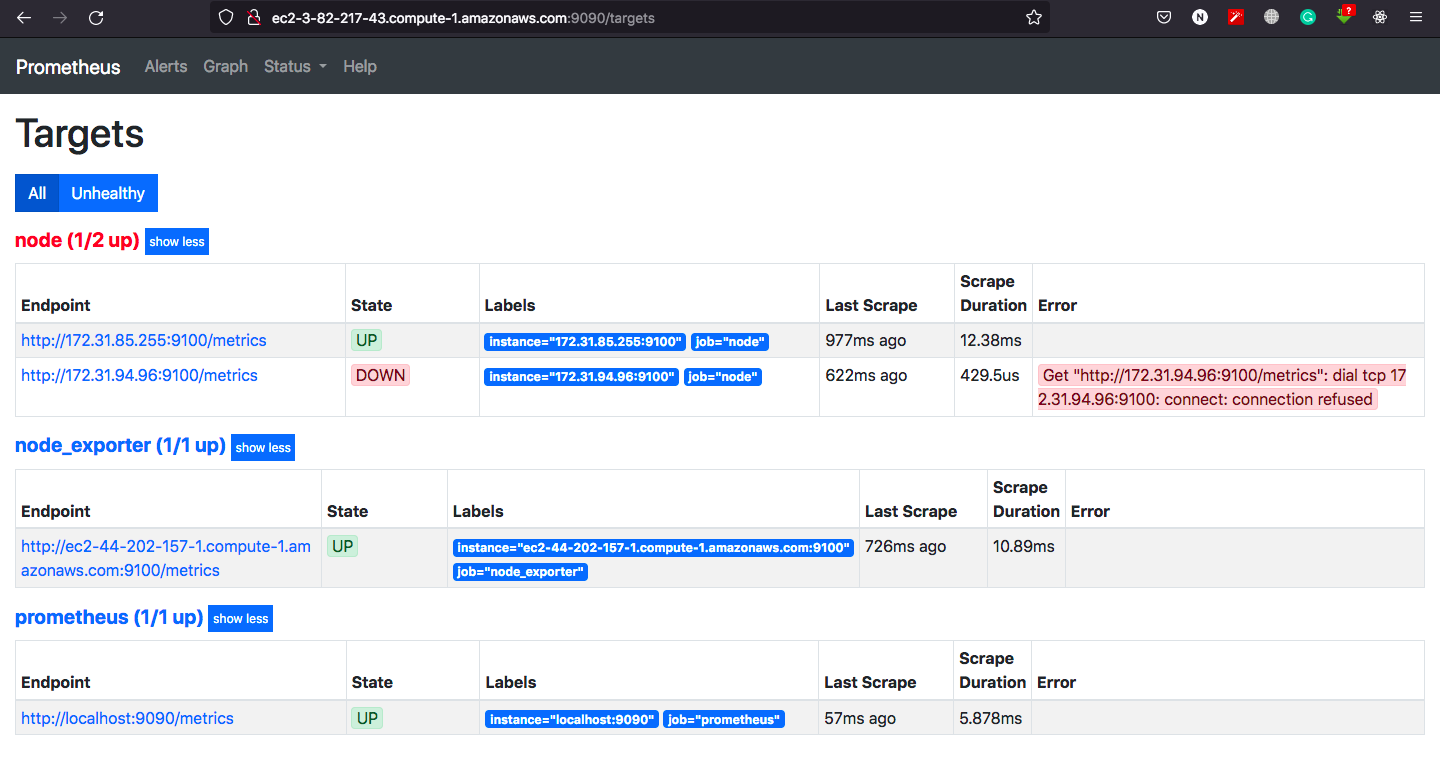 ec2-3-82-217-43.compute-1.amazonaws.com:9090/targets
N
?
Prometheus Alerts Graph Status Help
Targets
All Unhealthy
node (1/2 up) show less
Endpoint State Labels Last Scrape Scrape Duration Error
http://172.31.85.255:9100/metrics UP instance="172.31.85.255:9100" job="node" 977ms ago 12.38ms
http://172.31.94.96:9100/metrics DOWN instance="172.31.94.96:9100" job="node" 622ms ago 429.5us Get "http://172.31.94.96:9100/metrics": dial tcp 17
2.31.94.96:9100: connect: connection refused
node_exporter (1/1 up) show less
Endpoint State Labels Last Scrape Scrape Duration Error
http://ec2-44-202-157-1.compute-1.am UP instance="ec2-44-202-157-1.compute-1.amazonaws.com:9100" 726ms ago 10.89ms
azonaws.com:9100/metrics job="node_exporter"
prometheus (1/1 up) show less
Endpoint State Labels Last Scrape Scrape Duration Error
http://localhost:9090/metrics UP instance="localhost:9090" job="prometheus" 57ms ago 5.878ms